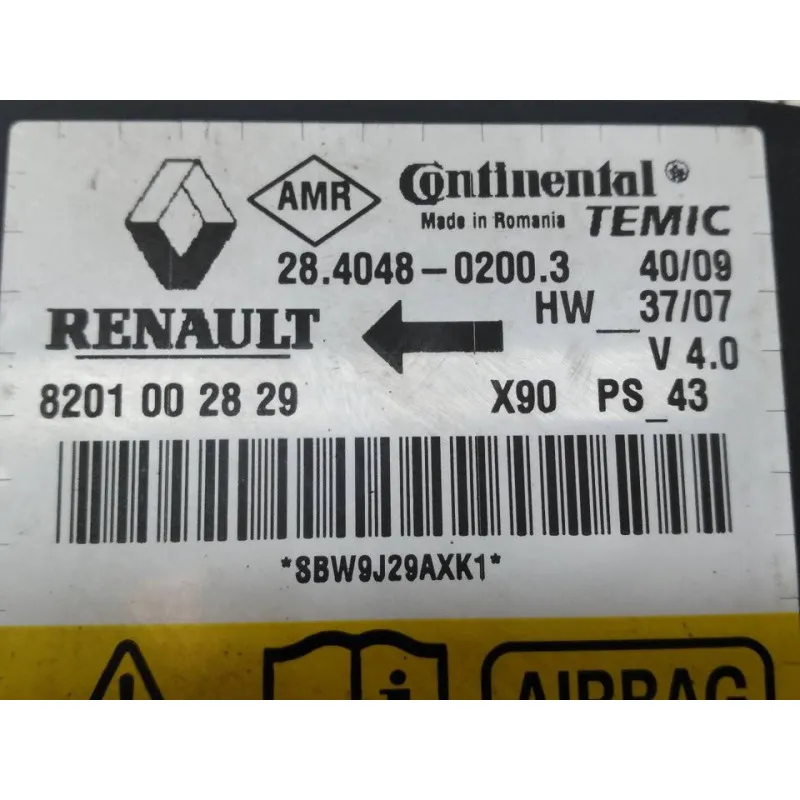 AMR Continental
Made in Romania TEMIC
28.4048-0200.3 40/09
RENAULT HW_37/07
V 4.0
8201 00 28 29 X90 PS_43
*SBW9J29AXK1*
i AIRBAG